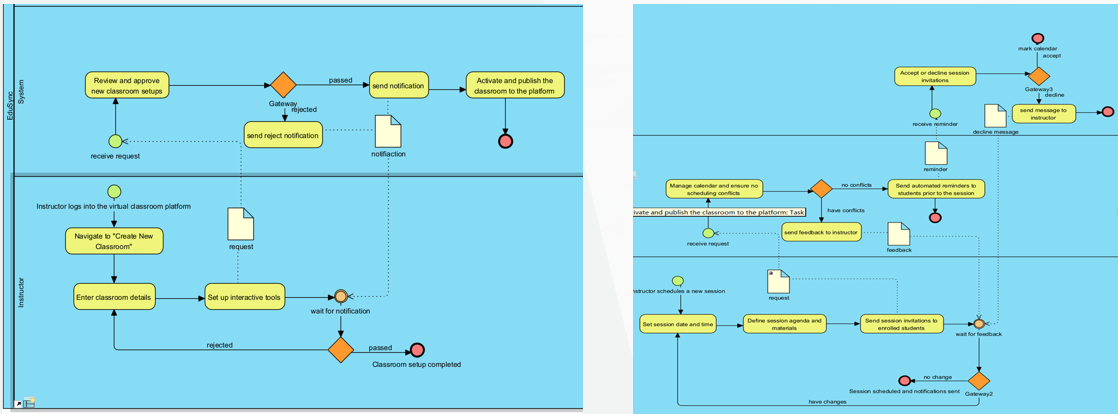 EduSync
System
Review and approve
new classroom setups
Gateway
passed
rejected
send notification
Activate and publish the
classroom to the platform
send reject notification
notifiaction
receive request
Instructor
Instructor logs into the virtual classroom platform
Navigate to "Create New
Classroom"
request
Enter classroom details
Set up interactive tools
wait for notification
rejected
passed
Classroom setup completed
mark calendar
accept
Accept or decline session
invitations
Gateway3
decline
receive reminder
decline message
send message to
instructor
reminder
Manage calendar and ensure no
scheduling conflicts
no conflicts
Send automated reminders to
students prior to the session
have conflicts
ivate and publish the classroom to the platform: Task
send feedback to instructor
receive request
feedback
nstructor schedules a new session
request
Set session date and time
Define session agenda and
materials
Send session invitations to
enrolled students
wait for feedback
no change
Session scheduled and notifications sent
Gateway2
have changes